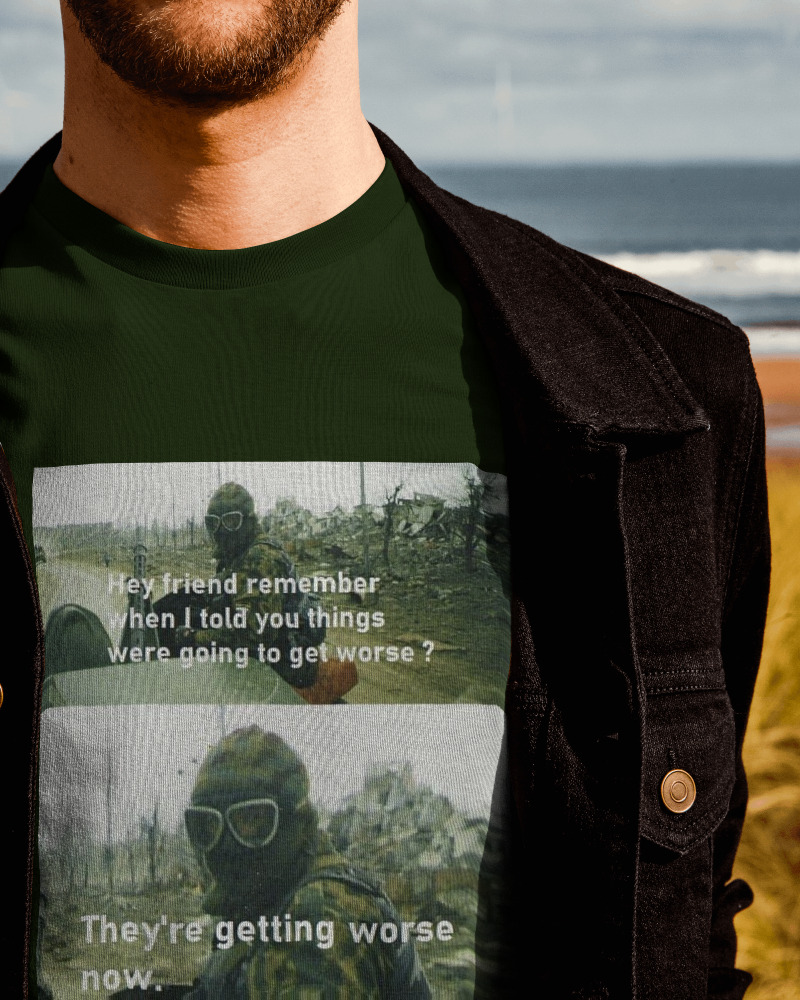 Hey friend remember
when I told you things
were going to get worse ?
They're getting worse
now.